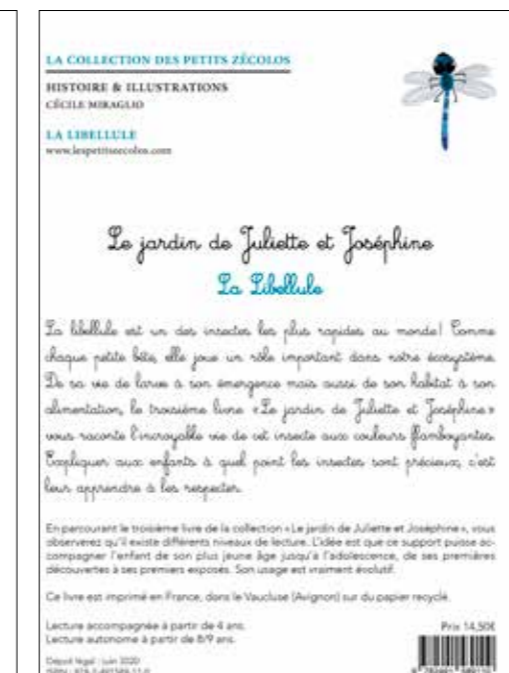 LA COLLECTION DES PETITS ZÉCOLOS
HISTOIRE & ILLUSTRATIONS
CÉCILE MIRAGLIO
LA LIBELLULE
www.lespetitszecolos.com
Le jardin de Juliette et Joséphine
La Libellule
La libellule est un des insectes les plus rapides au monde! Comme
chaque petite bête, elle joue un rôle important dans notre écosystème.
De sa vie de larve à son émergence mais aussi de son habitat à son
alimentation, le troisième livre «Le jardin de Juliette et Joséphine»
vous raconte l'incroyable vie de cet insecte aux couleurs flamboyantes.
Expliquer aux enfants à quel point les insectes sont précieux, c'est
leur apprendre à les respecter.
En parcourant le troisième livre de la collection «Le jardin de Juliette et Joséphine», vous
observerez qu'il existe différents niveaux de lecture. L'idée est que ce support puisse ac-
compagner l'enfant de son plus jeune âge jusqu'à l'adolescence, de ses premières
découvertes à ses premiers exposés. Son usage est vraiment évolutif.
Ce livre est imprimé en France, dans le Vaucluse (Avignon) sur du papier recyclé.
Lecture accompagnée à partir de 4 ans.
Prix 14,50€
Lecture autonome à partir de 8/9 ans.
Dépôt légal : juin 2020